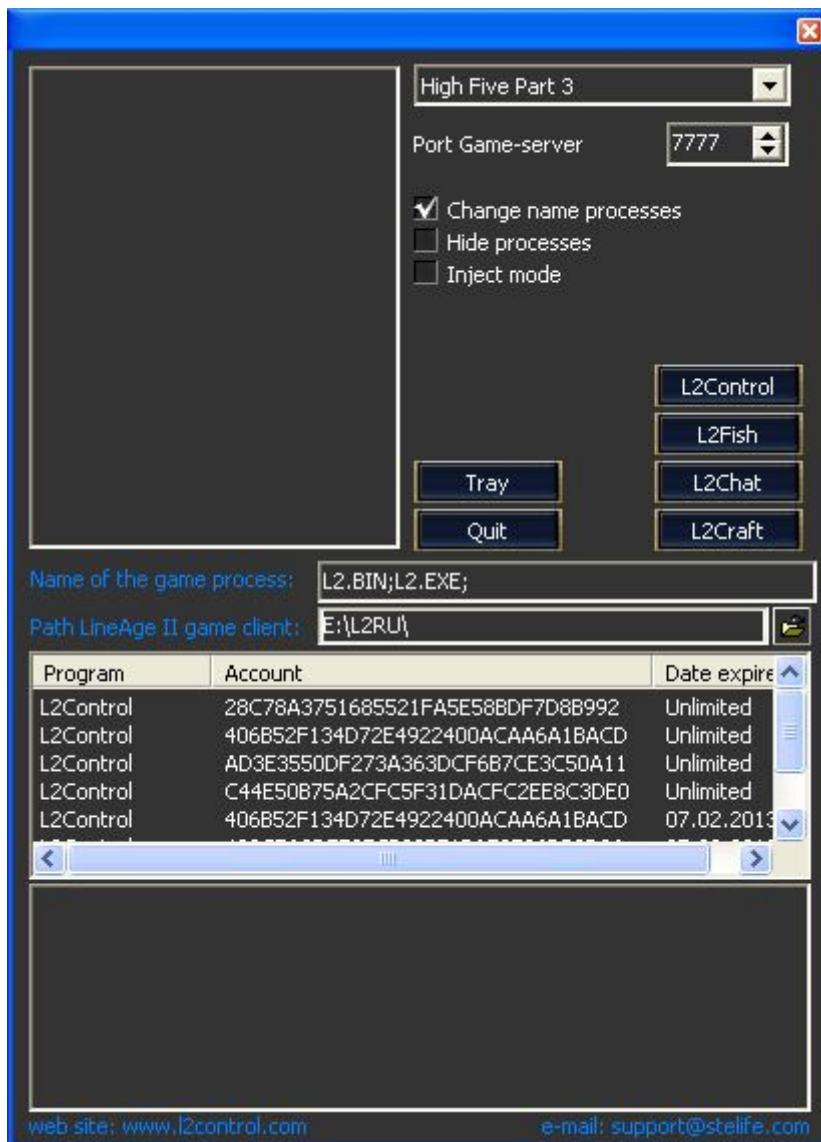 High Five Part 3
Port Game-server 7777
Change name processes
Hide processes
Inject mode
L2Control
L2Fish
Tray L2Chat
Quit L2Craft
Name of the game process: L2.BIN;L2.EXE;
Path LineAge II game client: E:\L2RU\
Program Account Date expire
L2Control 28C78A3751685521FA5E58BDF7D8B992 Unlimited
L2Control 406B52F134D72E4922400ACAA6A1BACD Unlimited
L2Control AD3E3550DF273A363DCF6B7CE3C50A11 Unlimited
L2Control C44E50B75A2CFC5F31DACFC2EE8C3DE0 Unlimited
L2Control 406B52F134D72E4922400ACAA6A1BACD 07.02.2013
web site: www.l2control.com e-mail: support@stelife.com